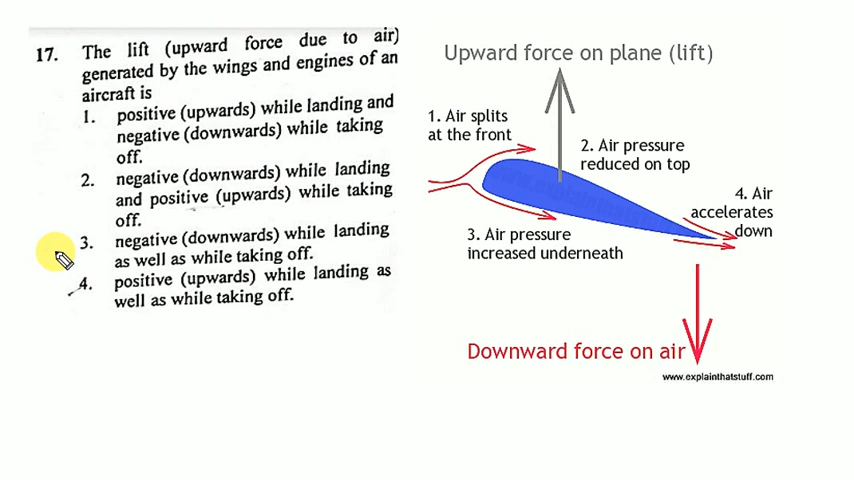 17. The lift (upward force due to air)
generated by the wings and engines of an
aircraft is
1. positive (upwards) while landing and
negative (downwards) while taking
off.
2. negative (downwards) while landing
and positive (upwards) while taking
off.
3. negative (downwards) while landing
as well as while taking off.
4. positive (upwards) while landing as
well as while taking off.
Upward force on plane (lift)
1. Air splits
at the front
2. Air pressure
reduced on top
3. Air pressure
increased underneath
4. Air
accelerates
down
Downward force on air
www.explainthatstuff.com